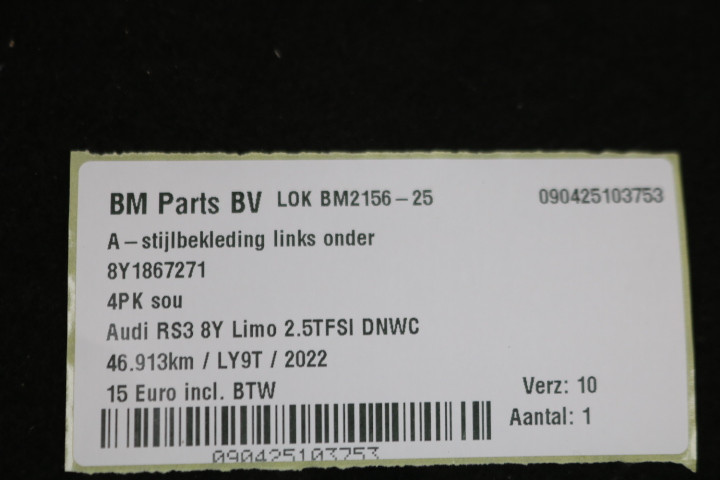 BM Parts BV LOK BM2156-25 090425103753
A-stijlbekleding links onder
8Y1867271
4PK sou
Audi RS3 8Y Limo 2.5TFSI DNWC
46.913km / LY9T / 2022
15 Euro incl. BTW Verz: 10
Aantal: 1
090425103753